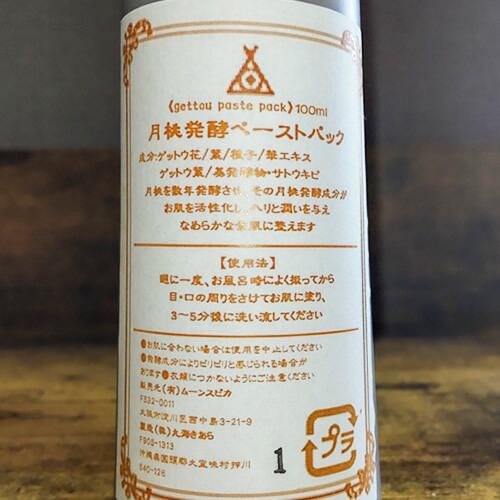 《gettou paste pack》100ml
月桃発酵ペーストパック
成分:ゲットウ花/葉/種子/茎エキス
ゲットウ葉/茎発酵物・サトウキビ
月桃を数年発酵させ、その月桃発酵成分が
お肌を活性化し、ハリと潤いを与え
なめらかな素肌に整えます
【使用法】
週に一度、お風呂時によく振ってから
目・口の周りをさけてお肌に塗り、
3〜5分後に洗い流してください
●お肌に合わない場合は使用を中止してください
●発酵成分によりピリピリと感じられる場合が
あります●衣類につかないようにご注意ください
販売元(有)ムーンスピカ
〒532-0011
大阪市淀川区西中島3-21-9
製造(株)丸海きあら
〒905-1313
沖縄県国頭郡大宜味村押川
640-126
プラ
1